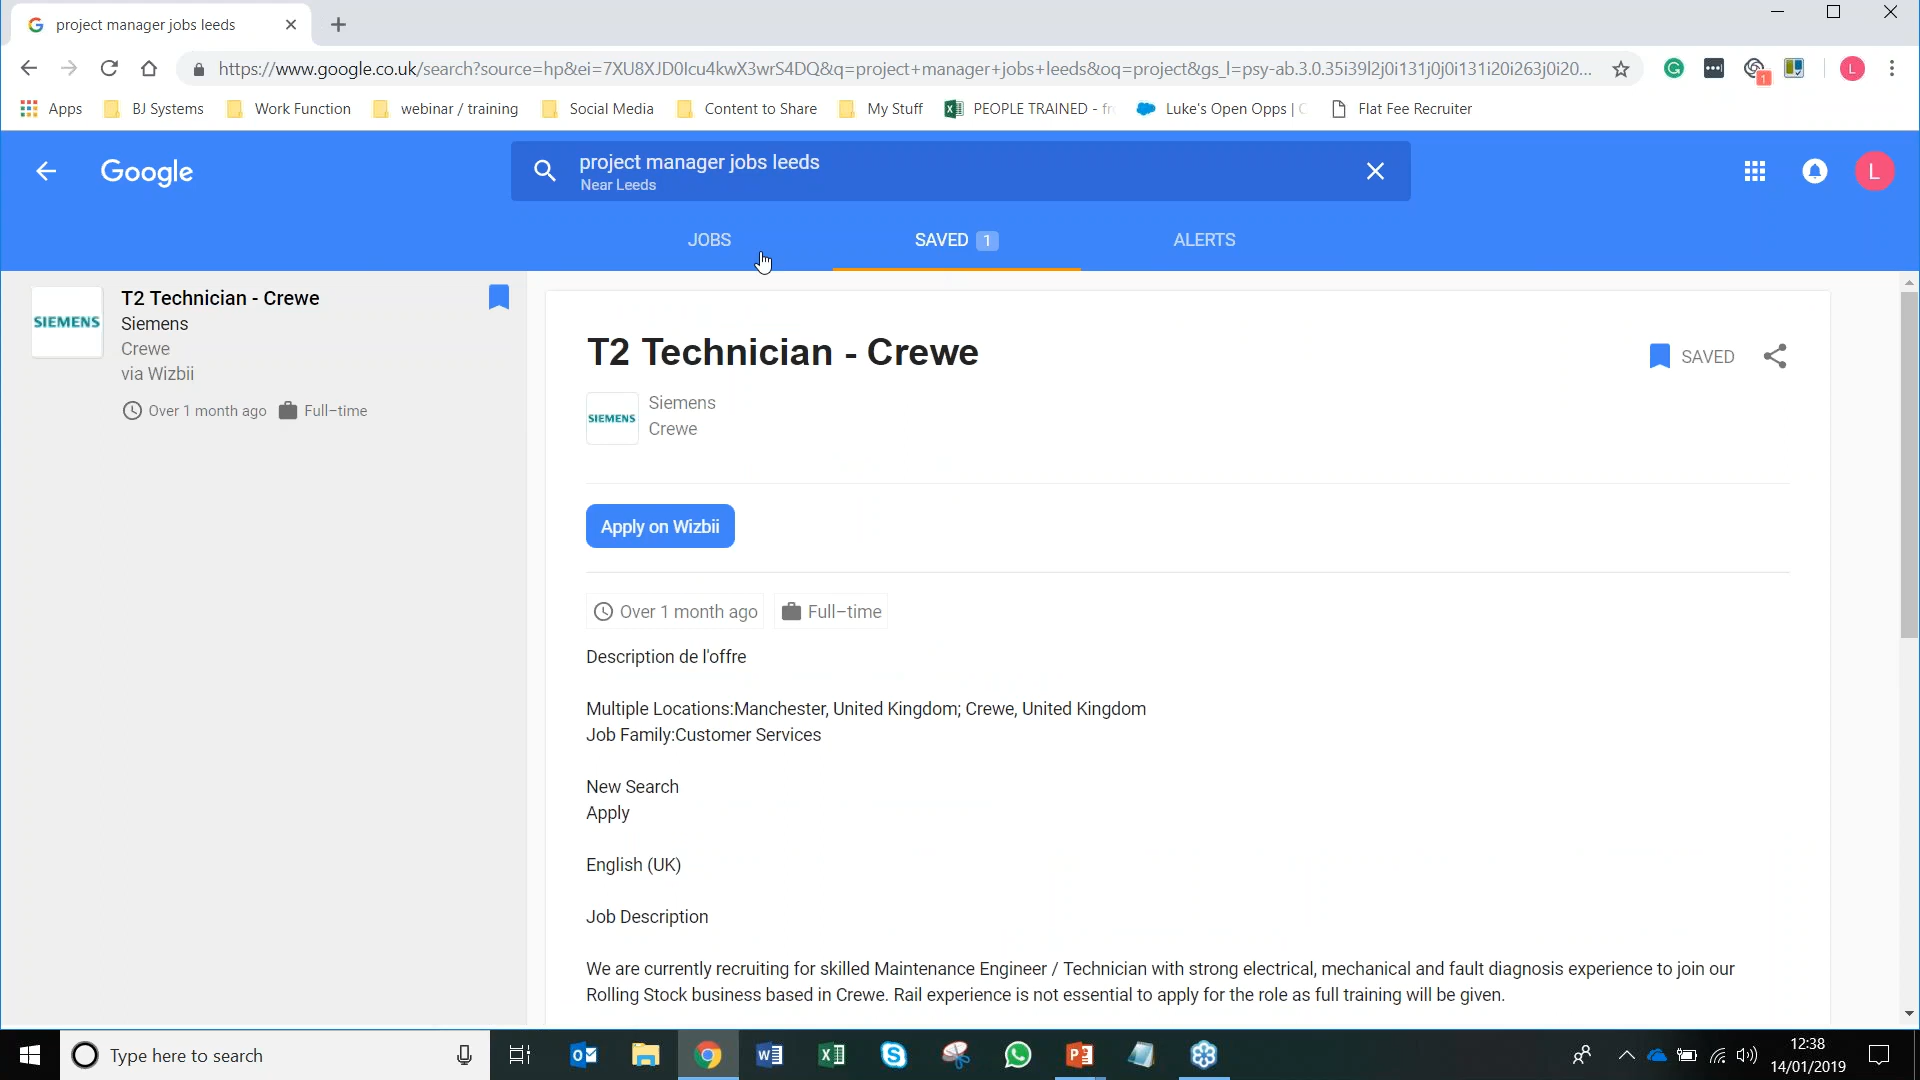 project manager jobs leeds
https://www.google.co.uk/search?source=hp&ei=7XU8XJD0Icu4kwX3wrS4DQ&q=project+manager+jobs+leeds&oq=project&gs_l=psy-ab.3.0.35i39l2j0i131j0j0i131i20i263j0i20...
1
L
Apps
BJ Systems
Work Function
webinar / training
Social Media
Content to Share
My Stuff
PEOPLE TRAINED - fr
Luke's Open Opps |
Flat Fee Recruiter
Google
project manager jobs leeds
Near Leeds
L
JOBS
SAVED 1
ALERTS
SIEMENS
T2 Technician - Crewe
Siemens
Crewe
via Wizbii
Over 1 month ago
Full-time
T2 Technician - Crewe
SAVED
SIEMENS
Siemens
Crewe
Apply on Wizbii
Over 1 month ago
Full-time
Description de l'offre
Multiple Locations:Manchester, United Kingdom; Crewe, United Kingdom
Job Family:Customer Services
New Search
Apply
English (UK)
Job Description
We are currently recruiting for skilled Maintenance Engineer / Technician with strong electrical, mechanical and fault diagnosis experience to join our
Rolling Stock business based in Crewe. Rail experience is not essential to apply for the role as full training will be given.
Type here to search
12:38
14/01/2019